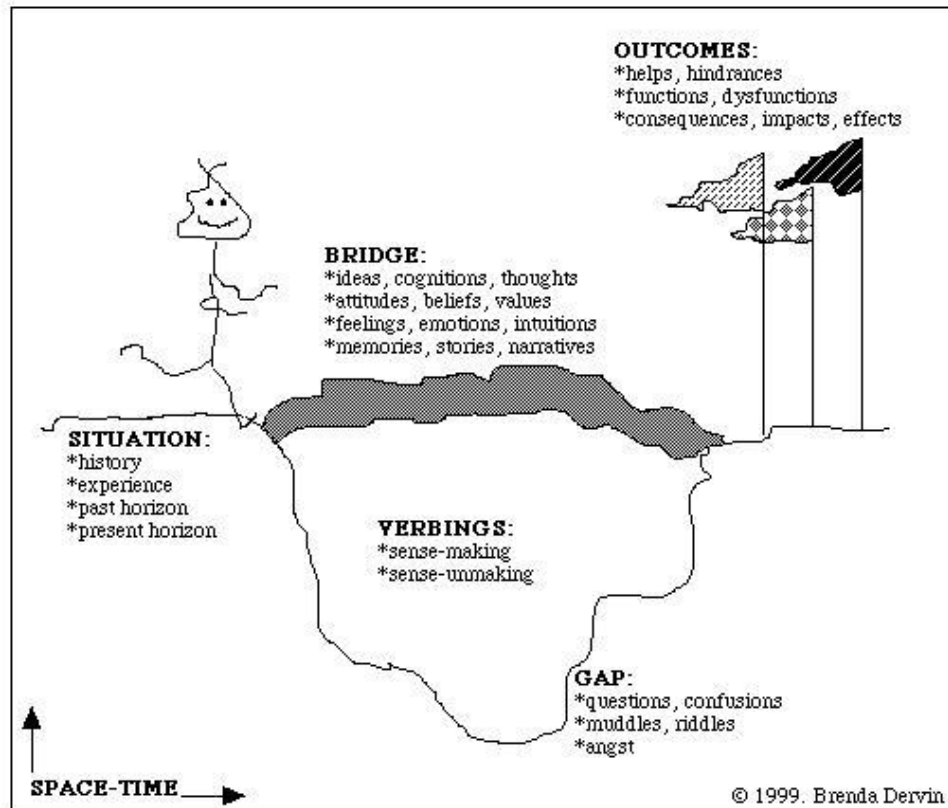 OUTCOMES:
*helps, hindrances
*functions, dysfunctions
*consequences, impacts, effects
BRIDGE:
*ideas, cognitions, thoughts
*attitudes, beliefs, values
*feelings, emotions, intuitions
*memories, stories, narratives
SITUATION:
*history
*experience
*past horizon
*present horizon
VERBINGS:
*sense-making
*sense-unmaking
GAP:
*questions, confusions
*muddles, riddles
*angst
SPACE-TIME
© 1999. Brenda Dervin